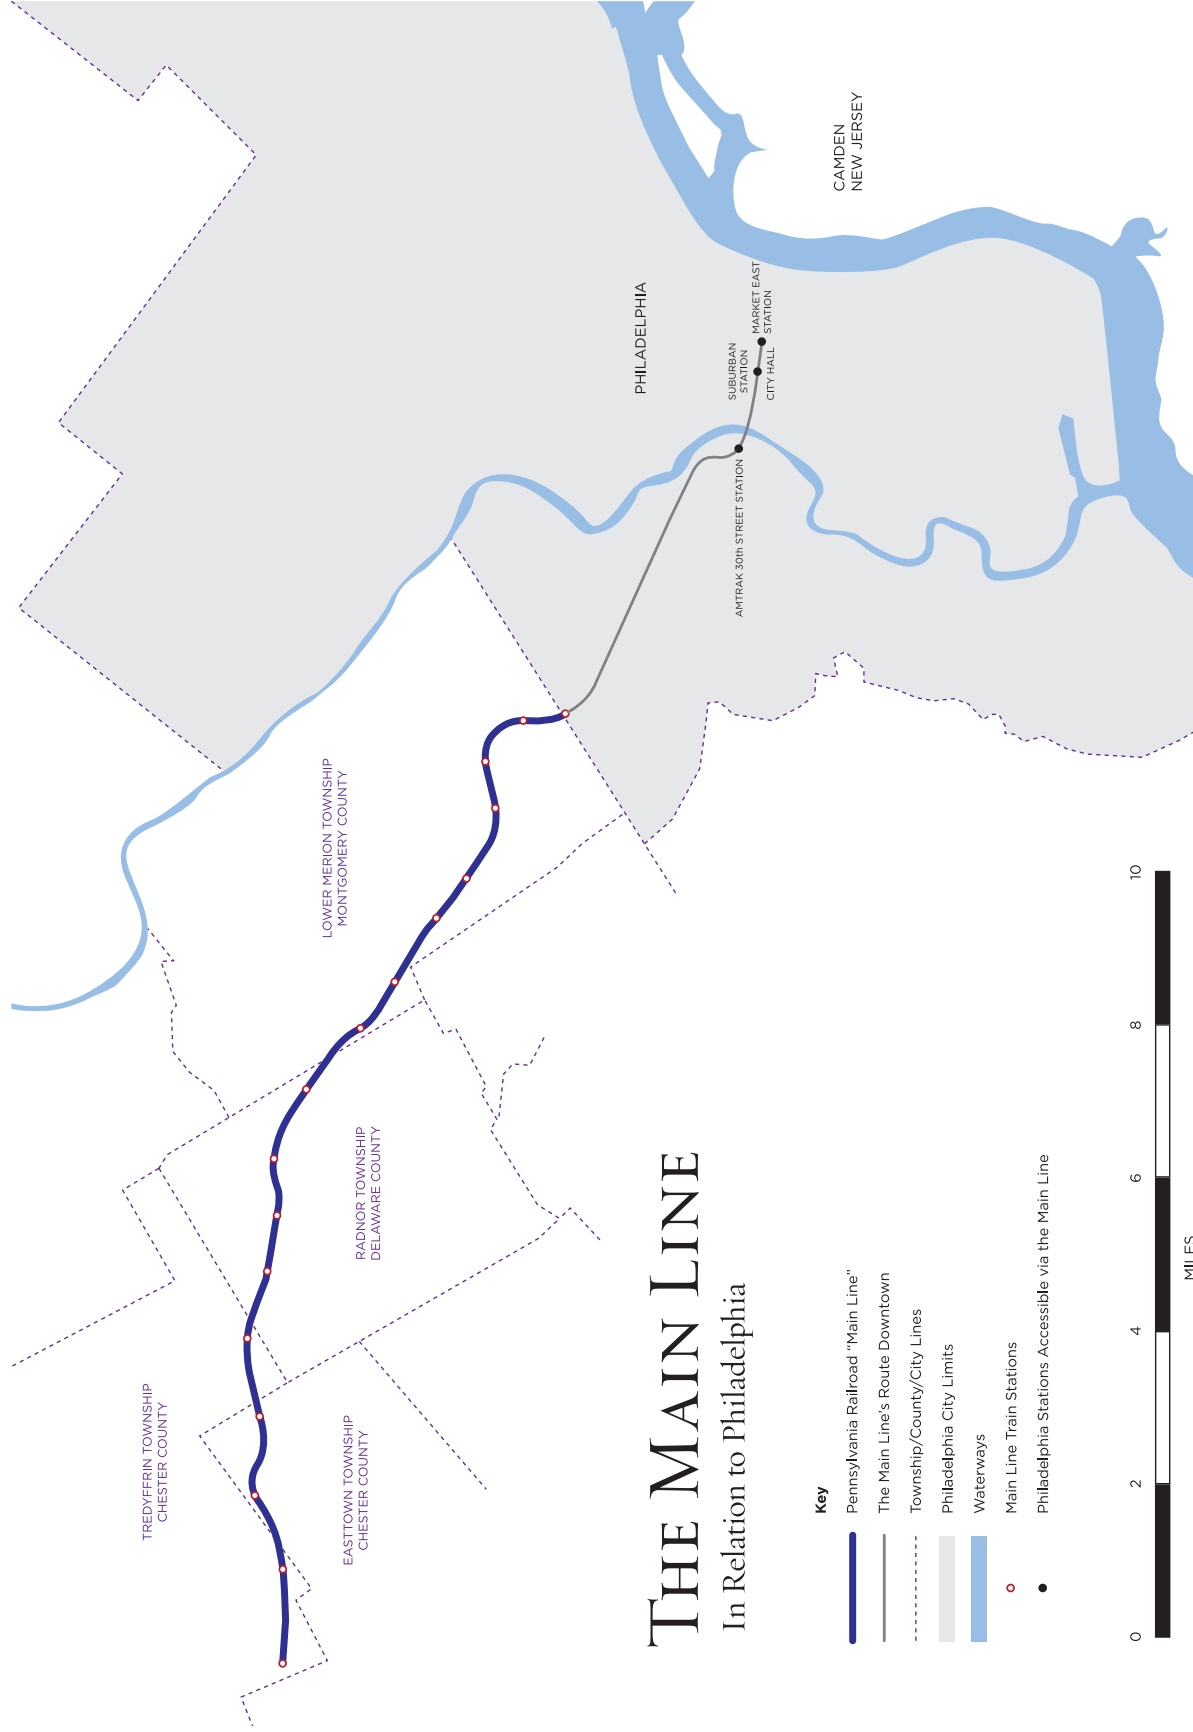 THE MAIN LINE
In Relation to Philadelphia
Key
Pennsylvania Railroad “Main Line”
The Main Line’s Route Downtown
Township/County/City Lines
Philadelphia City Limits
Waterways
Main Line Train Stations
Philadelphia Stations Accessible via the Main Line
0 2 4 6 8 10
MILES
TREDYFFRIN TOWNSHIP
CHESTER COUNTY
EASTTOWN TOWNSHIP
CHESTER COUNTY
RADNOR TOWNSHIP
DELAWARE COUNTY
LOWER MERION TOWNSHIP
MONTGOMERY COUNTY
PHILADELPHIA
AMTRAK 30th STREET STATION
SUBURBAN
STATION
CITY HALL
MARKET EAST
STATION
CAMDEN
NEW JERSEY